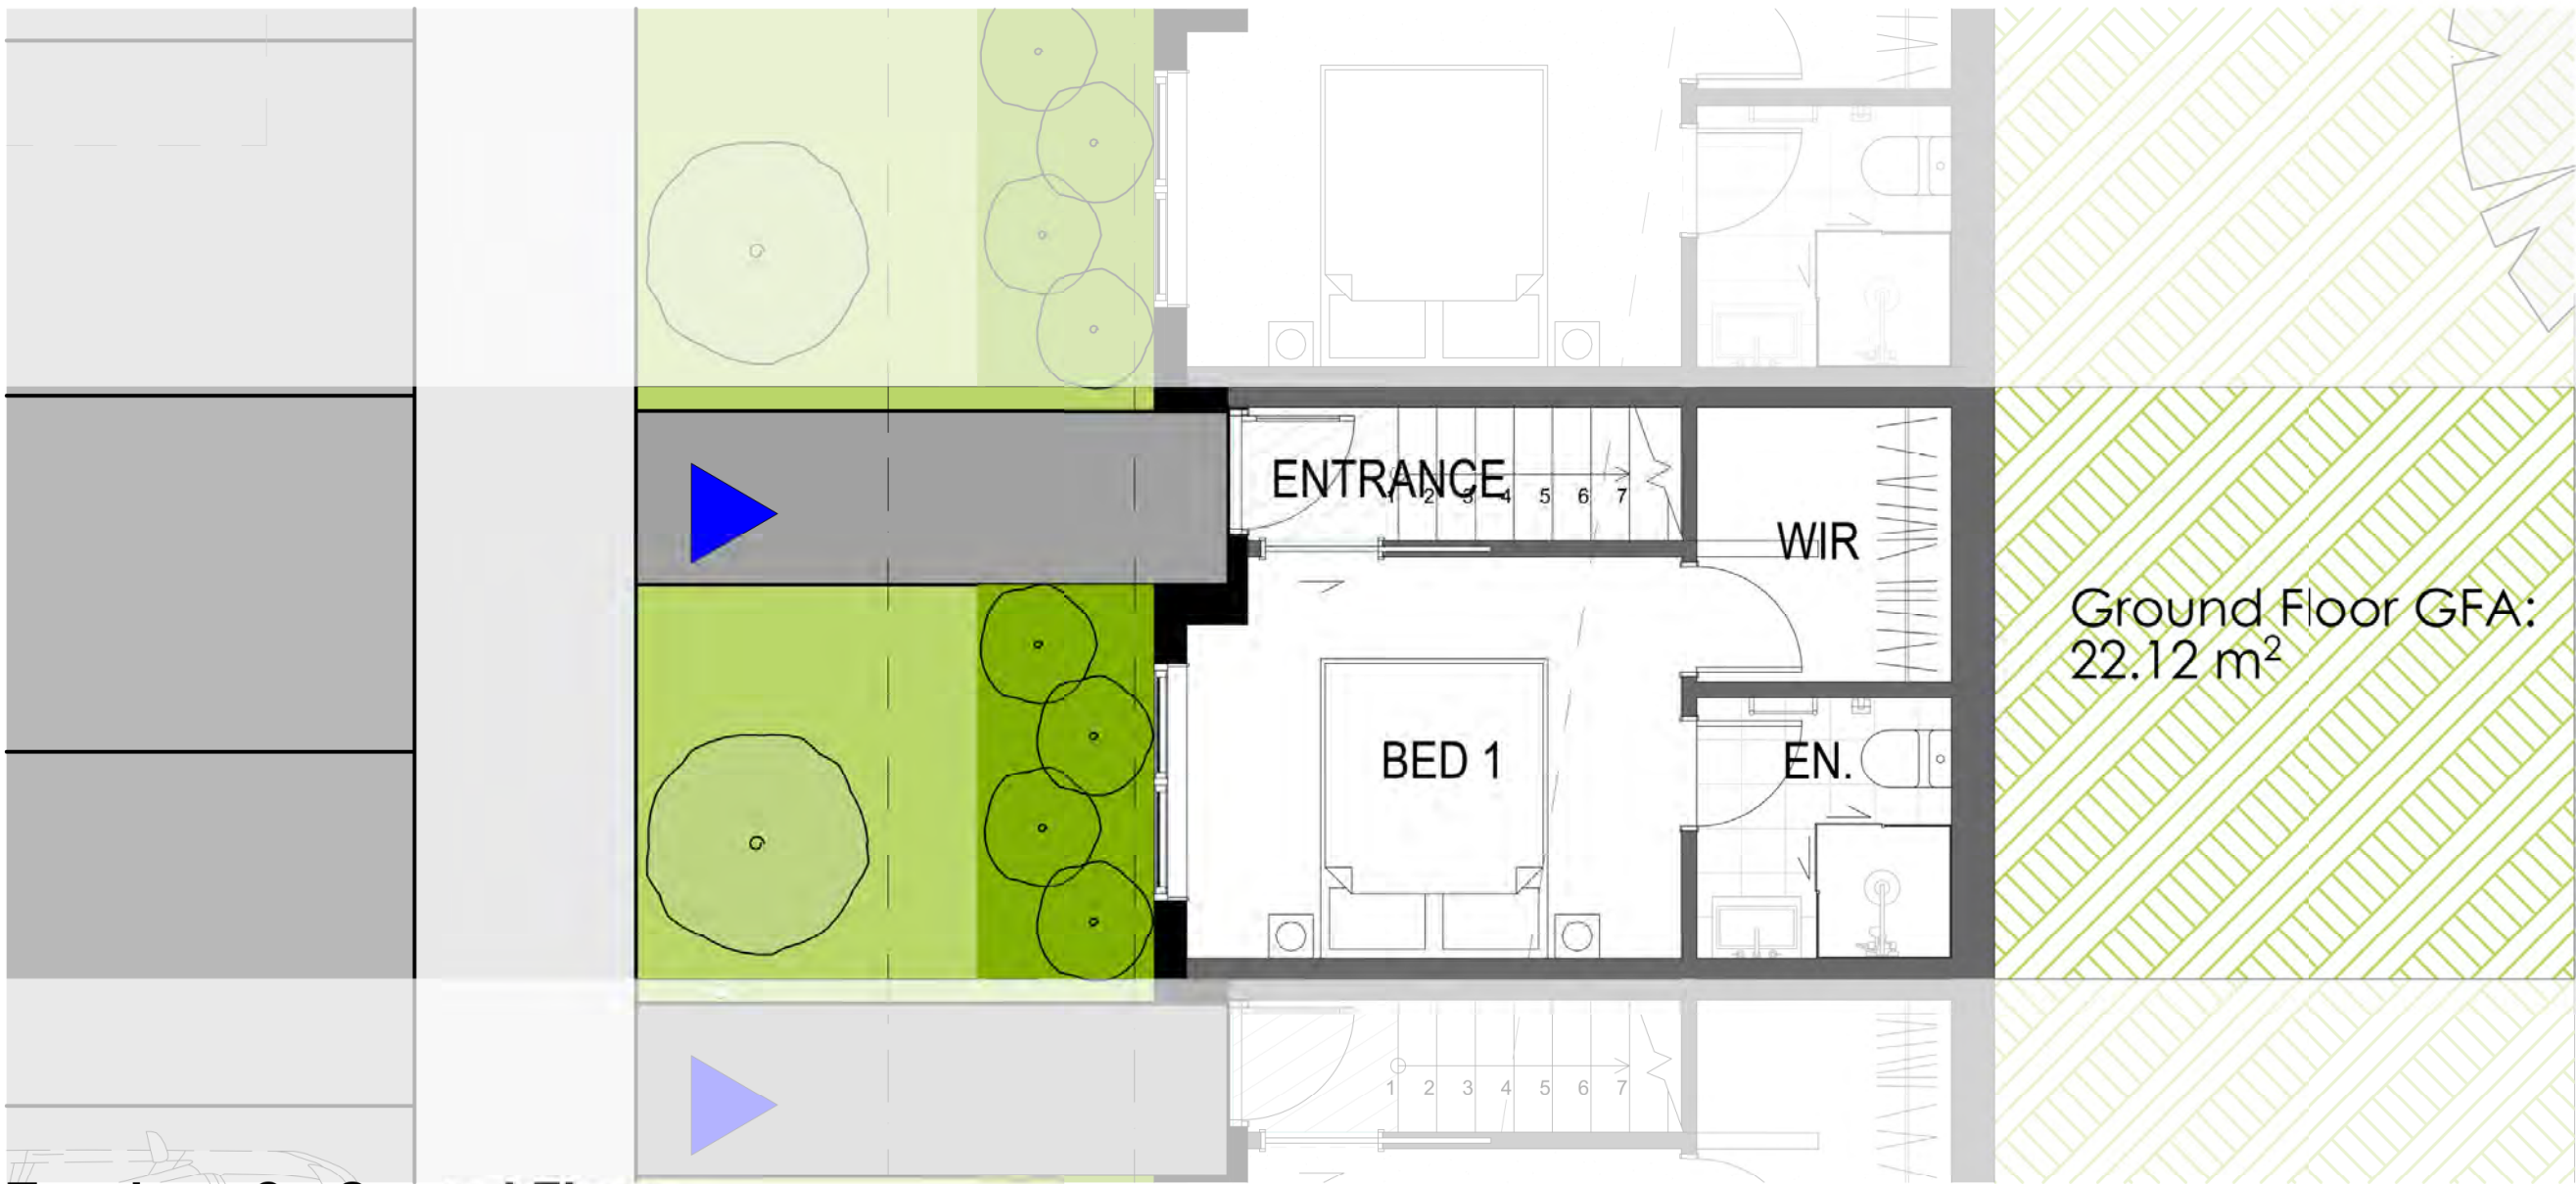 ENTRANCE
1 2 3 4 5 6 7
WIR
Ground Floor GFA:
22.12 m²
BED 1
EN.
1 2 3 4 5 6 7